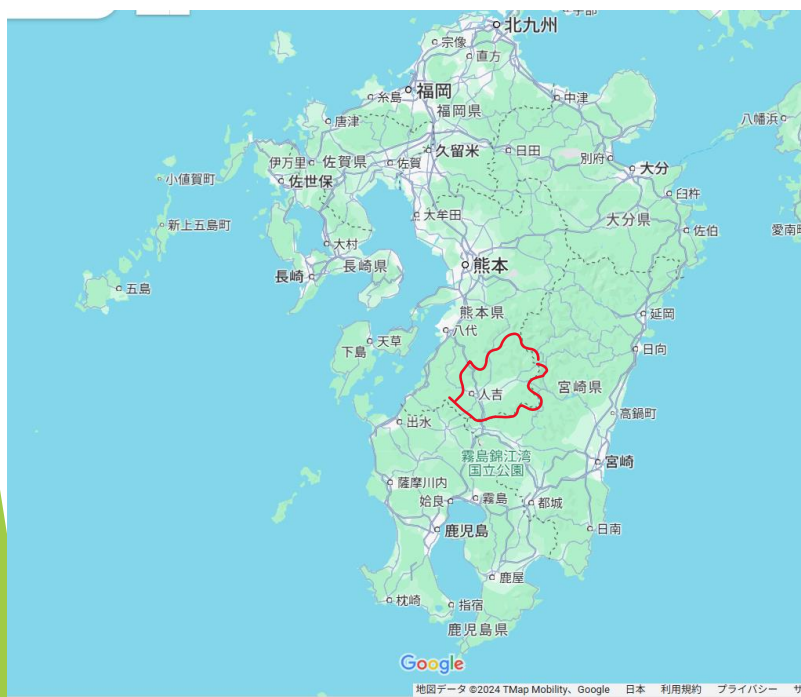 宇部
北九州
宗像
直方
福岡
糸島
福岡県
中津
唐津
八幡浜
伊万里
佐賀県
佐賀
久留米
日田
別府
大分
佐世保
小値賀町
臼杵
大牟田
大分県
新上五島町
佐伯
愛南町
大村
長崎県
熊本
長崎
五島
熊本県
延岡
八代
天草
下島
日向
人吉
宮崎県
高鍋町
出水
霧島錦江湾
国立公園
宮崎
薩摩川内
姶良
霧島
都城
鹿児島
日南
鹿屋
枕崎
指宿
鹿児島県
Google
地図データ ©2024 TMap Mobility、Google
日本
利用規約
プライバシー